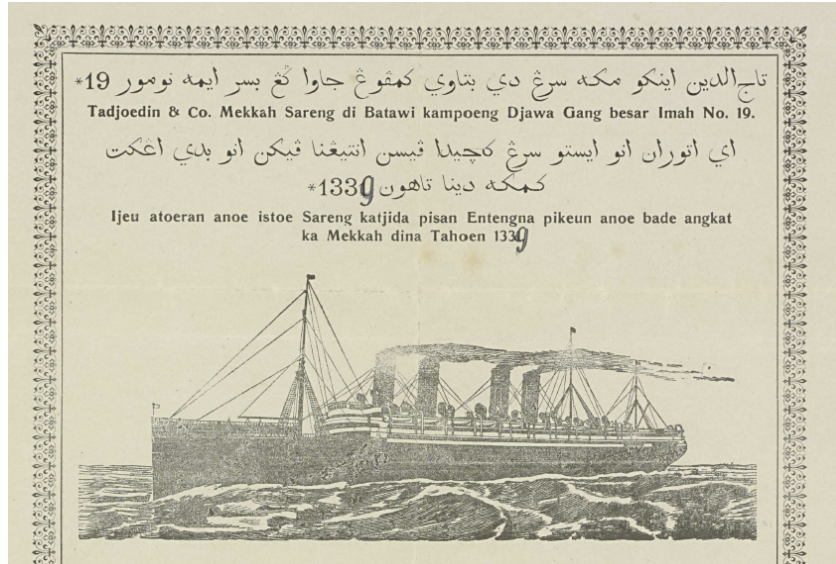 تاج‌الدين اينكو مكه سرڠ دي بتاوي كمڤوڠ جاوا ڬڠ بسر ايمه نومور 19*
Tadjoedin & Co. Mekkah Sareng di Batawi kampoeng Djawa Gang besar Imah No. 19.
اي اتوران انو ايستو سرڠ كچيدا ڤيسن انتيڠنا ڤيكن انو بدي اڠكت
كمكه دينا تاهون 1339*
Ijeu atoeran anoe istoe Sareng katjida pisan Entengna pikeun anoe bade angkat
ka Mekkah dina Tahoen 1339